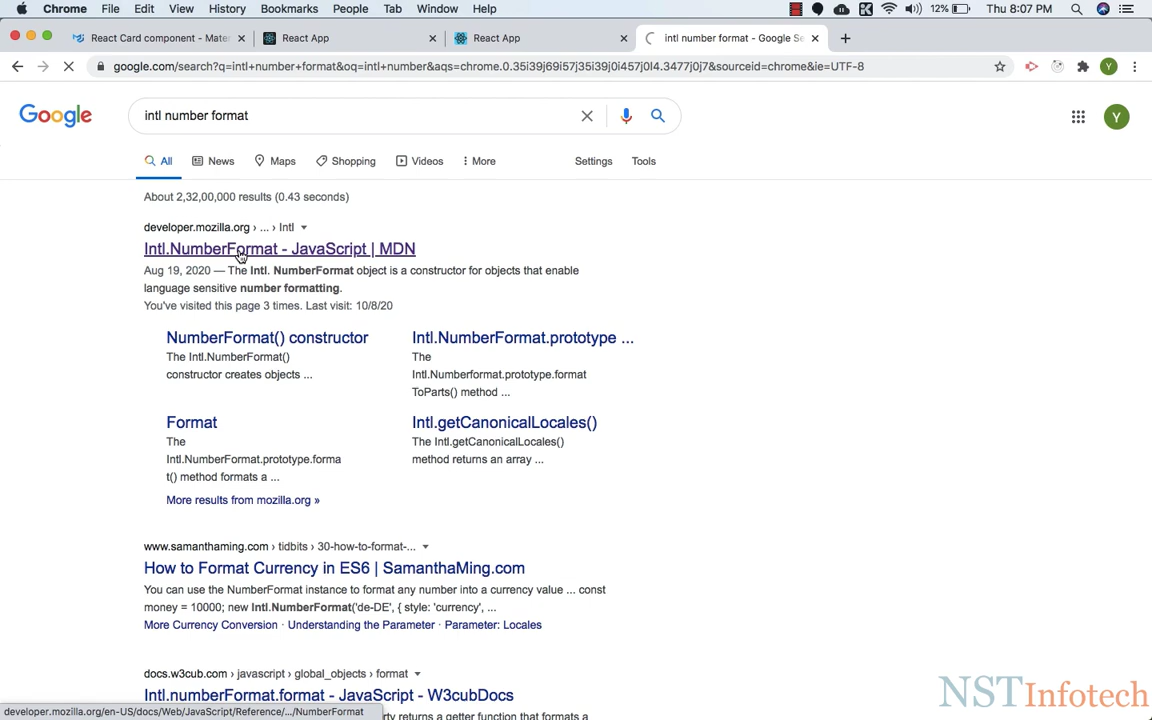 Chrome File Edit View History Bookmarks People Tab Window Help 12% Thu 8:07 PM
React Card component - Mate React App React App intl number format - Google Se
google.com/search?q=intl+number+format&oq=intl+number&aqs=chrome.0.35i39j69i57j35i39j0i457j0l4.3477j0j7&sourceid=chrome&ie=UTF-8 Y
Google intl number format Y
All News Maps Shopping Videos More Settings Tools
About 2,32,00,000 results (0.43 seconds)
developer.mozilla.org › ... › Intl
Intl.NumberFormat - JavaScript | MDN
Aug 19, 2020 — The Intl. NumberFormat object is a constructor for objects that enable
language sensitive number formatting.
You've visited this page 3 times. Last visit: 10/8/20
NumberFormat() constructor
The Intl.NumberFormat()
constructor creates objects ...
Intl.NumberFormat.prototype ...
The
Intl.Numberformat.prototype.format
ToParts() method ...
Format
The
Intl.NumberFormat.prototype.forma
t() method formats a ...
Intl.getCanonicalLocales()
The Intl.getCanonicalLocales()
method returns an array ...
More results from mozilla.org »
www.samanthaming.com › tidbits › 30-how-to-format-...
How to Format Currency in ES6 | SamanthaMing.com
You can use the NumberFormat instance to format any number into a currency value ... const
money = 10000; new Intl.NumberFormat('de-DE', { style: 'currency', ...
More Currency Conversion · Understanding the Parameter · Parameter: Locales
docs.w3cub.com › javascript › global_objects › format
Intl.numberFormat.format - JavaScript - W3cubDocs
developer.mozilla.org/en-US/docs/Web/JavaScript/Reference/.../NumberFormat
rty returns a getter function that formats a
NSTInfotech